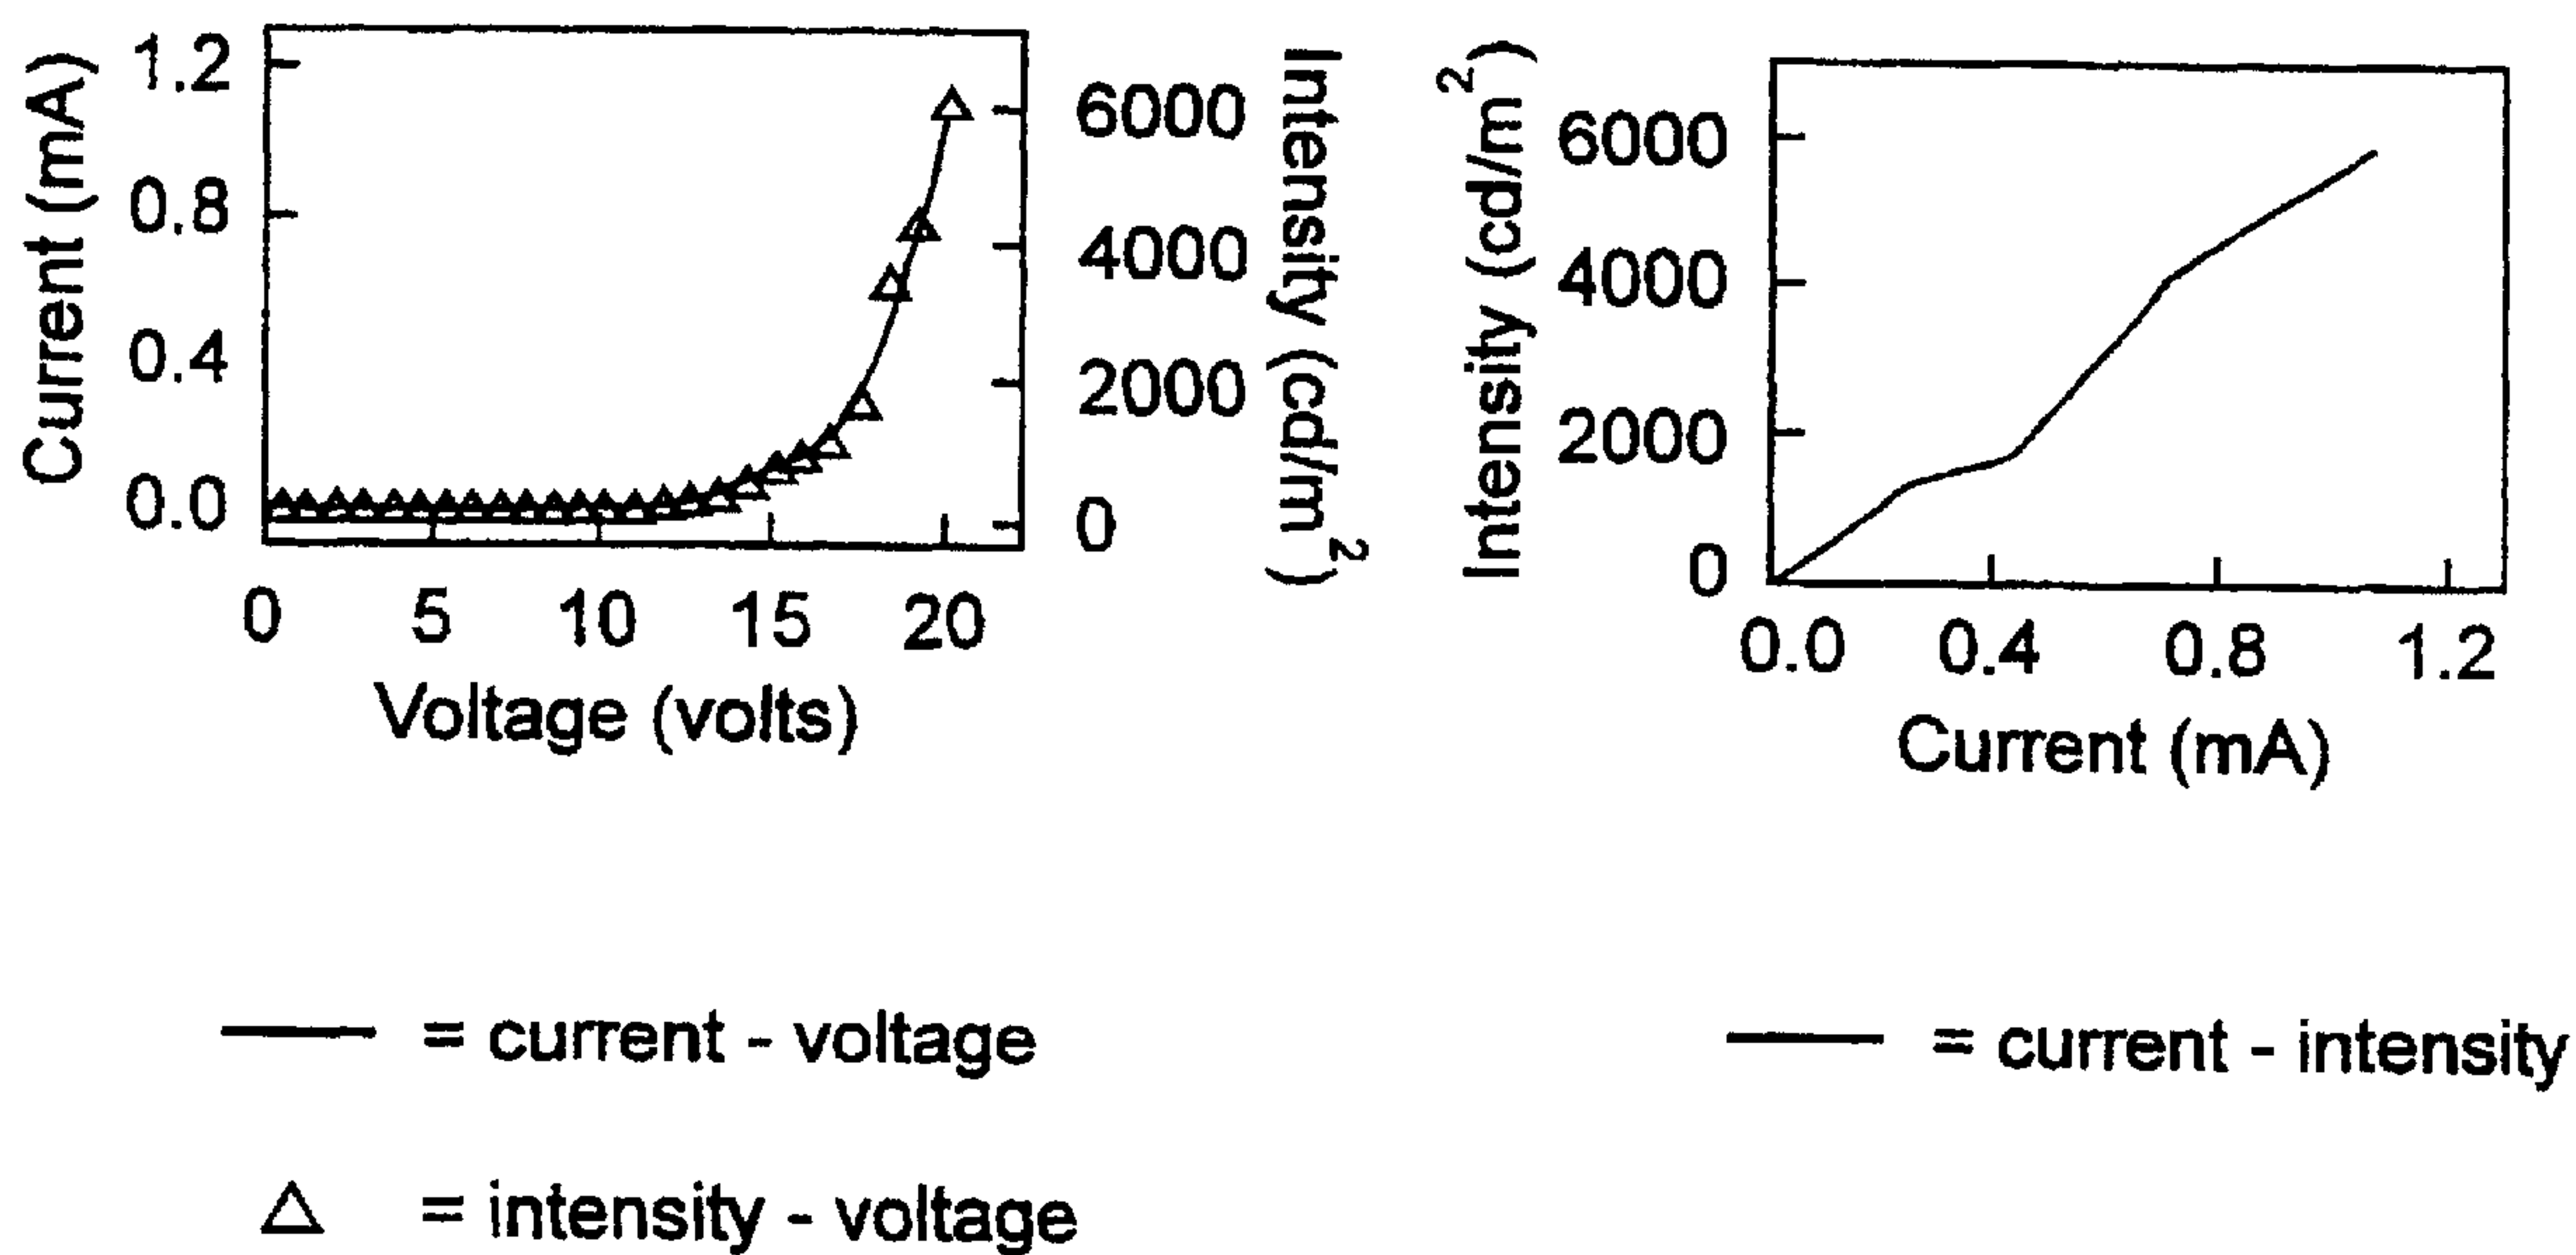 Current (mA)
1.2
0.8
0.4
0.0
0 5 10 15 20
Voltage (volts)
6000
4000
2000
0
Intensity (cd/m²)
Intensity (cd/m²)
6000
4000
2000
0
0.0 0.4 0.8 1.2
Current (mA)
= current - voltage
= intensity - voltage
= current - intensity